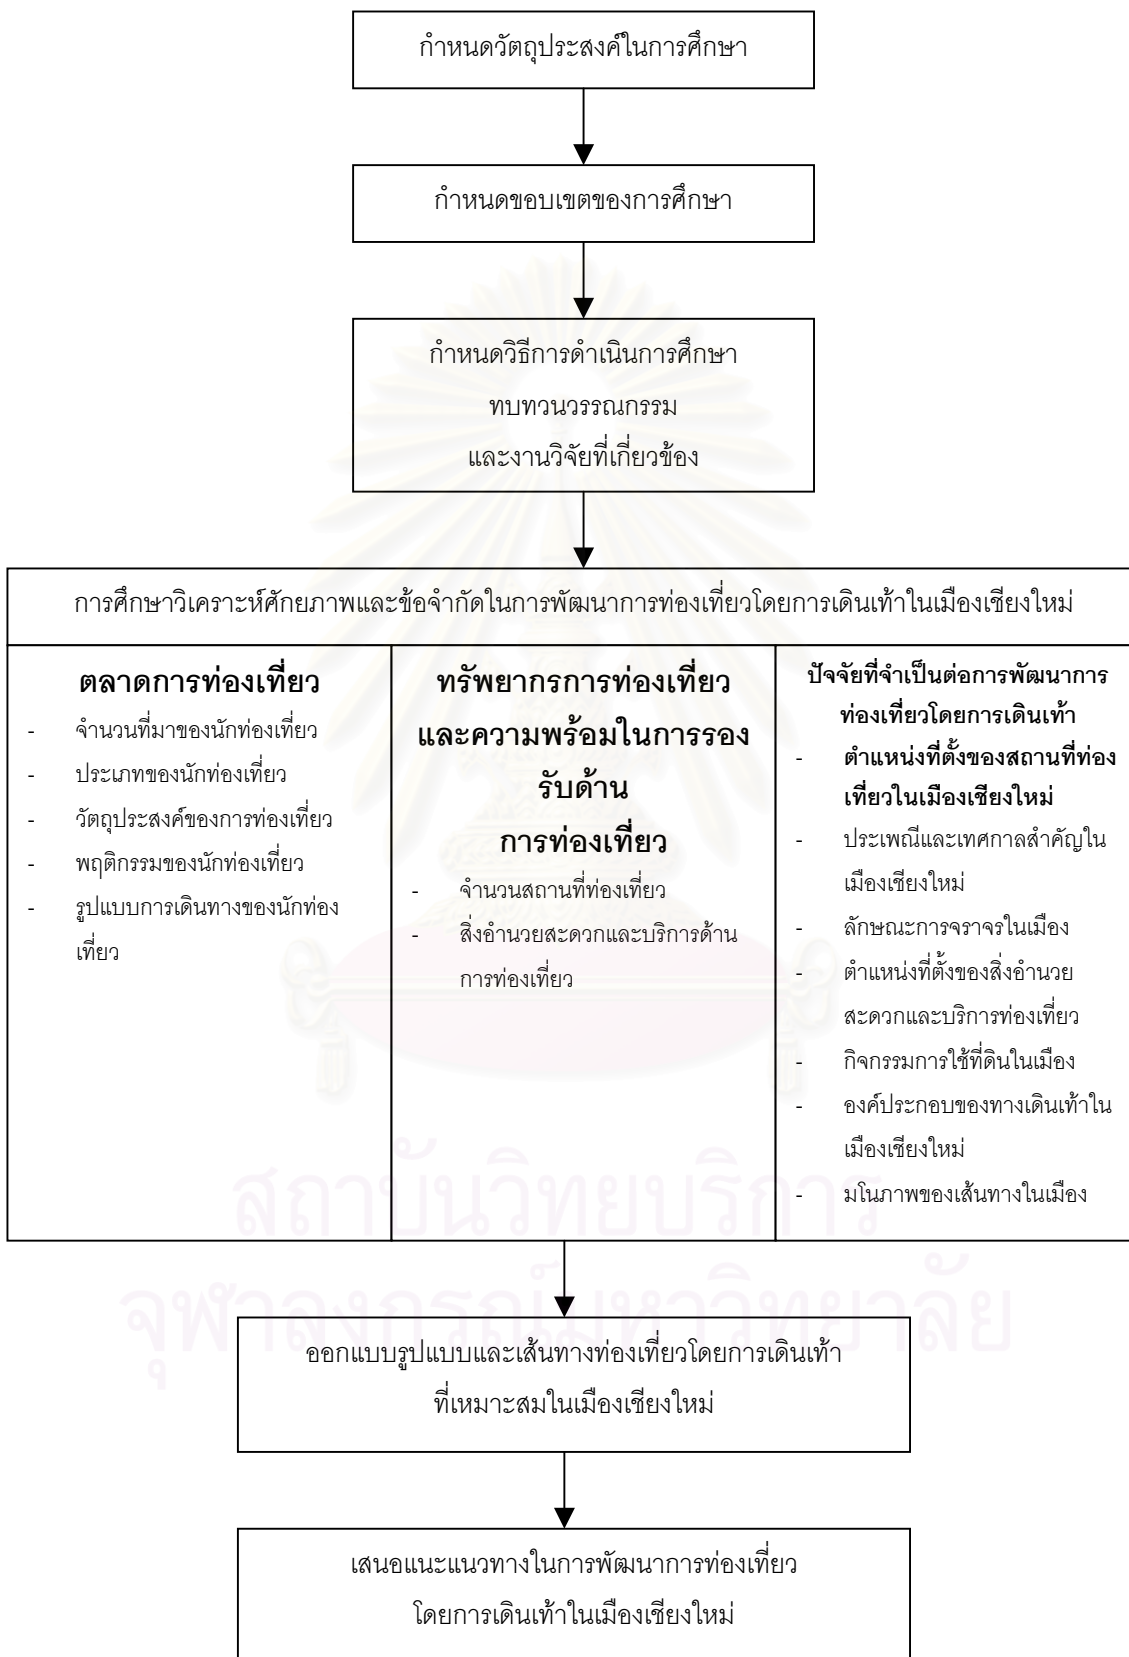 กำหนดวัตถุประสงค์ในการศึกษา
กำหนดขอบเขตของการศึกษา
กำหนดวิธีการดำเนินการศึกษา
ทบทวนวรรณกรรม
และงานวิจัยที่เกี่ยวข้อง
การศึกษาวิเคราะห์ศักยภาพและข้อจำกัดในการพัฒนาการท่องเที่ยวโดยการเดินเท้าในเมืองเชียงใหม่
ตลาดการท่องเที่ยว
- จำนวนที่มาของนักท่องเที่ยว
- ประเภทของนักท่องเที่ยว
- วัตถุประสงค์ของการท่องเที่ยว
- พฤติกรรมของนักท่องเที่ยว
- รูปแบบการเดินทางของนักท่อง
เที่ยว
ทรัพยากรการท่องเที่ยว
และความพร้อมในการรอง
รับด้าน
การท่องเที่ยว
- จำนวนสถานที่ท่องเที่ยว
- สิ่งอำนวยสะดวกและบริการด้าน
การท่องเที่ยว
ปัจจัยที่จำเป็นต่อการพัฒนาการ
ท่องเที่ยวโดยการเดินเท้า
- ตำแหน่งที่ตั้งของสถานที่ท่อง
เที่ยวในเมืองเชียงใหม่
- ประเพณีและเทศกาลสำคัญใน
เมืองเชียงใหม่
- ลักษณะการจราจรในเมือง
- ตำแหน่งที่ตั้งของสิ่งอำนวย
สะดวกและบริการท่องเที่ยว
- กิจกรรมการใช้ที่ดินในเมือง
- องค์ประกอบของทางเดินเท้าใน
เมืองเชียงใหม่
- มโนภาพของเส้นทางในเมือง
สถาบันวิทยบริการ
จุฬาลงกรณ์มหาวิทยาลัย
ออกแบบรูปแบบและเส้นทางท่องเที่ยวโดยการเดินเท้า
ที่เหมาะสมในเมืองเชียงใหม่
เสนอแนะแนวทางในการพัฒนาการท่องเที่ยว
โดยการเดินเท้าในเมืองเชียงใหม่